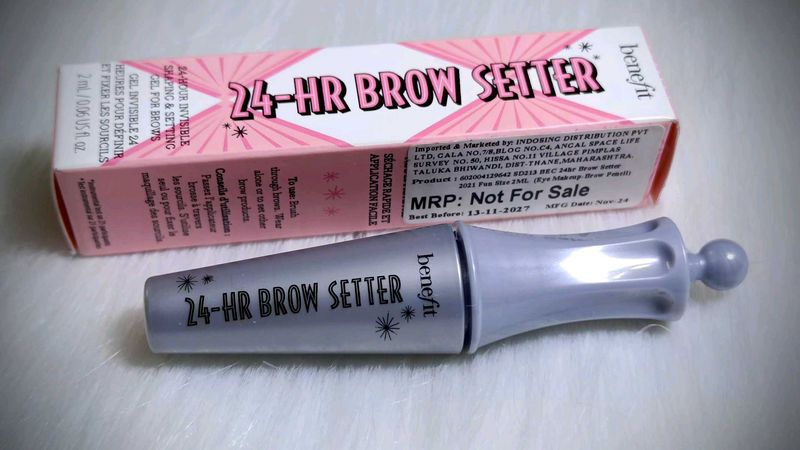 benefit
24-HR BROW SETTER
24-HOUR INVISIBLE
SHAPING & SETTING
GEL FOR BROWS
GEL INVISIBLE 24
HEURES POUR DÉFINIR
ET FIXER LES SOURCILS
2 mL / 0.06 US fl. oz.
SÉCHAGE RAPIDE ET
APPLICATION FACILE
To use: Brush
through brows. Wear
alone or to set other
brow products.
Conseils d'utilisation :
Passez l'applicateur
brosse à travers
les sourcils. S'utilise
seul ou pour fixer le
maquillage des sourcils.
Imported & Marketed by: INDOSING DISTRIBUTION PVT
LTD, GALA NO.7/8,BLOG NO.C4, ANGAL SPACE LIFE
SURVEY NO. 50, HISSA NO.11 VILLAGE PIMPLAS
TALUKA BHIWANDI, DIST-THANE,MAHARASHTRA.
Product : 602004129642 SD213 BEC 24hr Brow Setter
2021 Fun Size 2ML (Eye Makeup-Brow Pencil)
MRP: Not For Sale
Best Before: 13-11-2027 MFG Date: Nov-24
benefit
24-HR BROW SETTER